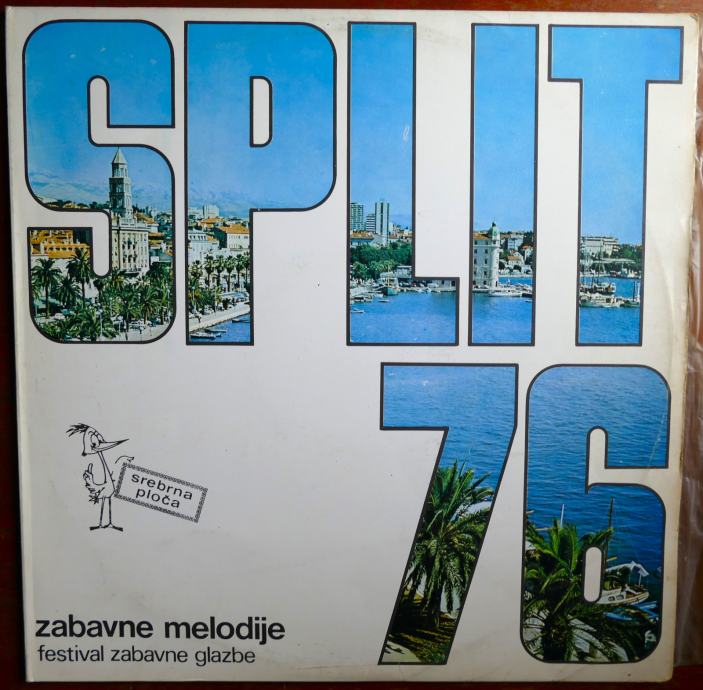 SPLIT
76
srebrna
ploča
zabavne melodije
festival zabavne glazbe